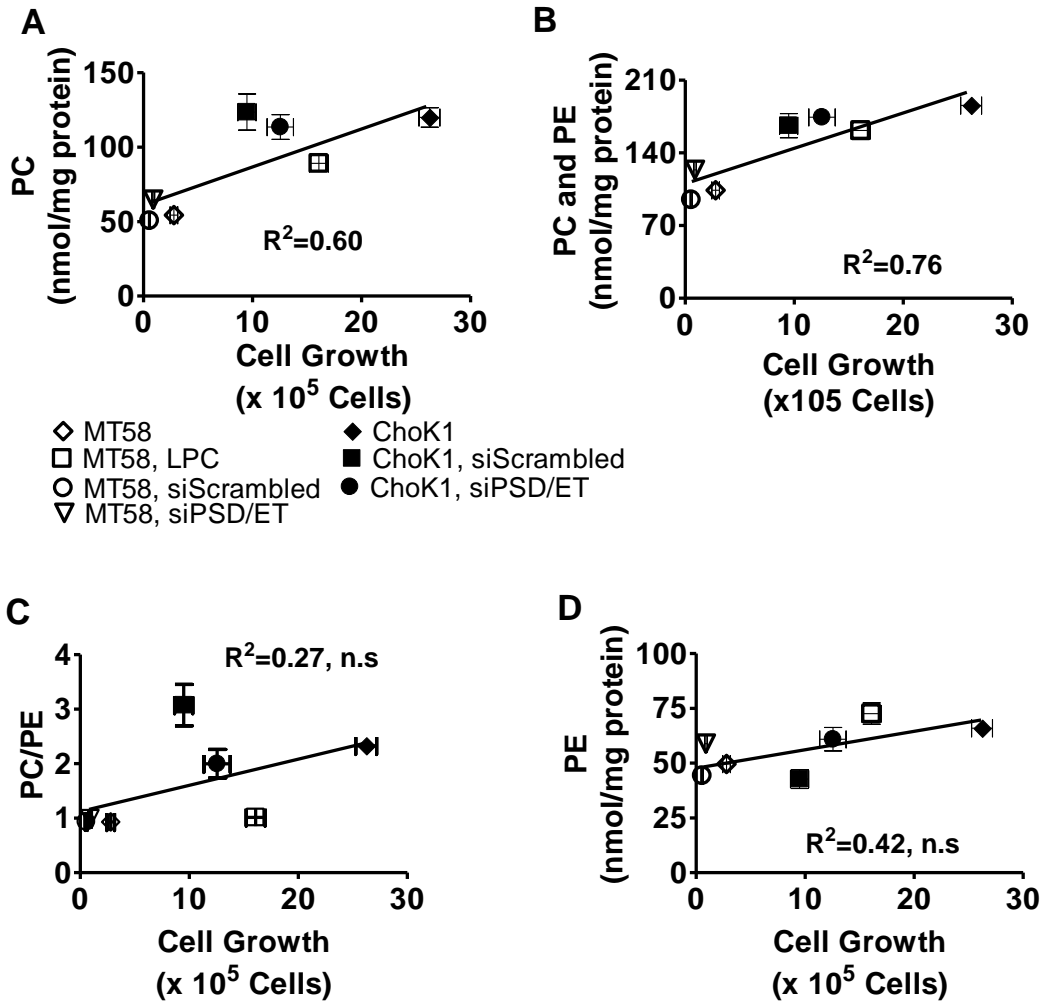 A
PC
(nmol/mg protein)
150
100
50
0
R²=0.60
0 10 20 30
Cell Growth
(x 10⁵ Cells)
B
PC and PE
(nmol/mg protein)
210
140
70
0
R²=0.76
0 10 20 30
Cell Growth
(x105 Cells)
MT58
MT58, LPC
MT58, siScrambled
MT58, siPSD/ET
ChoK1
ChoK1, siScrambled
ChoK1, siPSD/ET
C
PC/PE
4
3
2
1
0
R²=0.27, n.s
0 10 20 30
Cell Growth
(x 10⁵ Cells)
D
PE
(nmol/mg protein)
100
75
50
25
0
R²=0.42, n.s
0 10 20 30
Cell Growth
(x 10⁵ Cells)